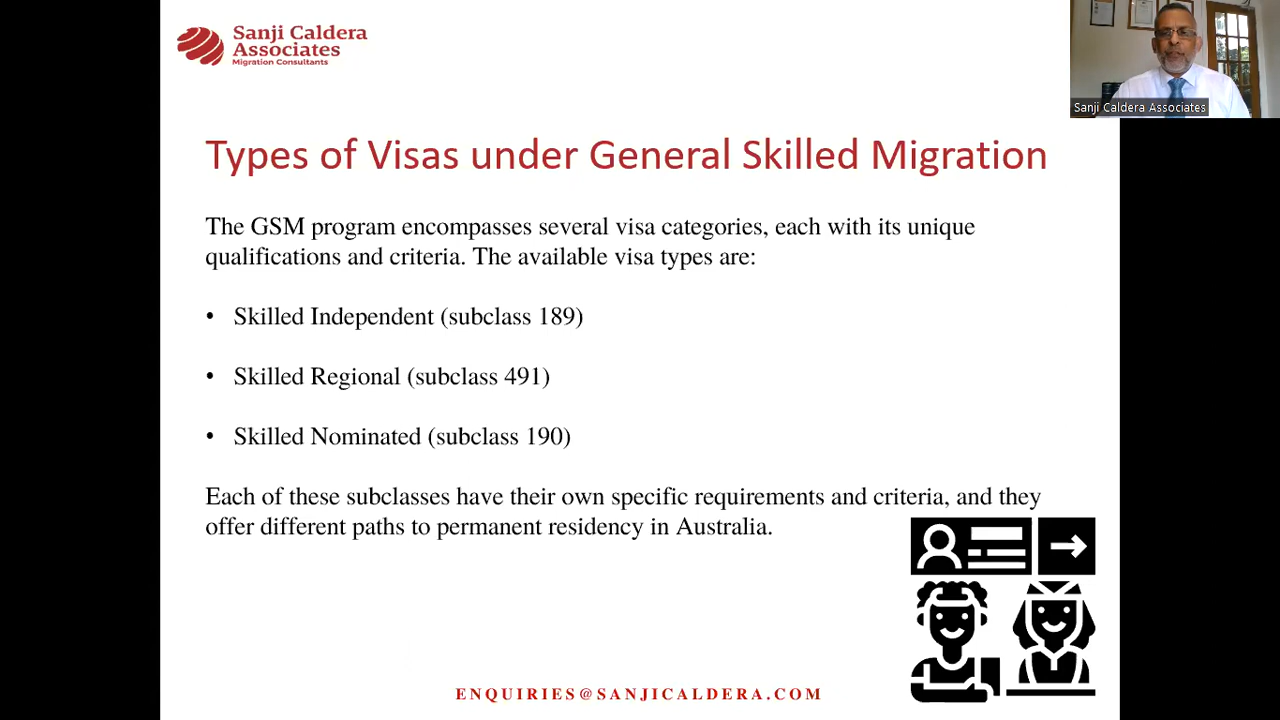 Sanji Caldera
Associates
Migration Consultants
Sanji Caldera Associates
Types of Visas under General Skilled Migration
The GSM program encompasses several visa categories, each with its unique
qualifications and criteria. The available visa types are:
• Skilled Independent (subclass 189)
• Skilled Regional (subclass 491)
• Skilled Nominated (subclass 190)
Each of these subclasses have their own specific requirements and criteria, and they
offer different paths to permanent residency in Australia.
ENQUIRIES@SANJICALDERA.COM